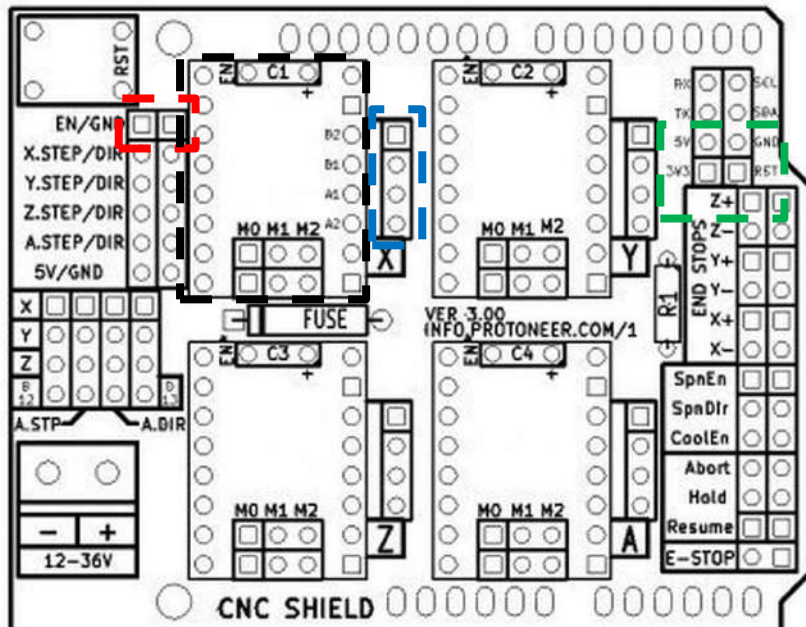 RST
EN/GND
X.STEP/DIR
Y.STEP/DIR
Z.STEP/DIR
A.STEP/DIR
5V/GND
EN
C1
+
B2
B1
A1
A2
M0 M1 M2
X
EN
C2
+
M0 M1 M2
Y
RX SCL
TX SDA
5V GND
3V3 RST
END STOPS
Z+
Z-
Y+
Y-
X+
X-
R1
FUSE
VER 3.00
INFO.PROTONEER.COM/1
X
Y
Z
D
12
D
13
A.STP
A.DIR
EN
C3
+
M0 M1 M2
Z
EN
C4
+
M0 M1 M2
A
SpnEn
SpnDir
CoolEn
Abort
Hold
Resume
E-STOP
- +
12-36V
CNC SHIELD